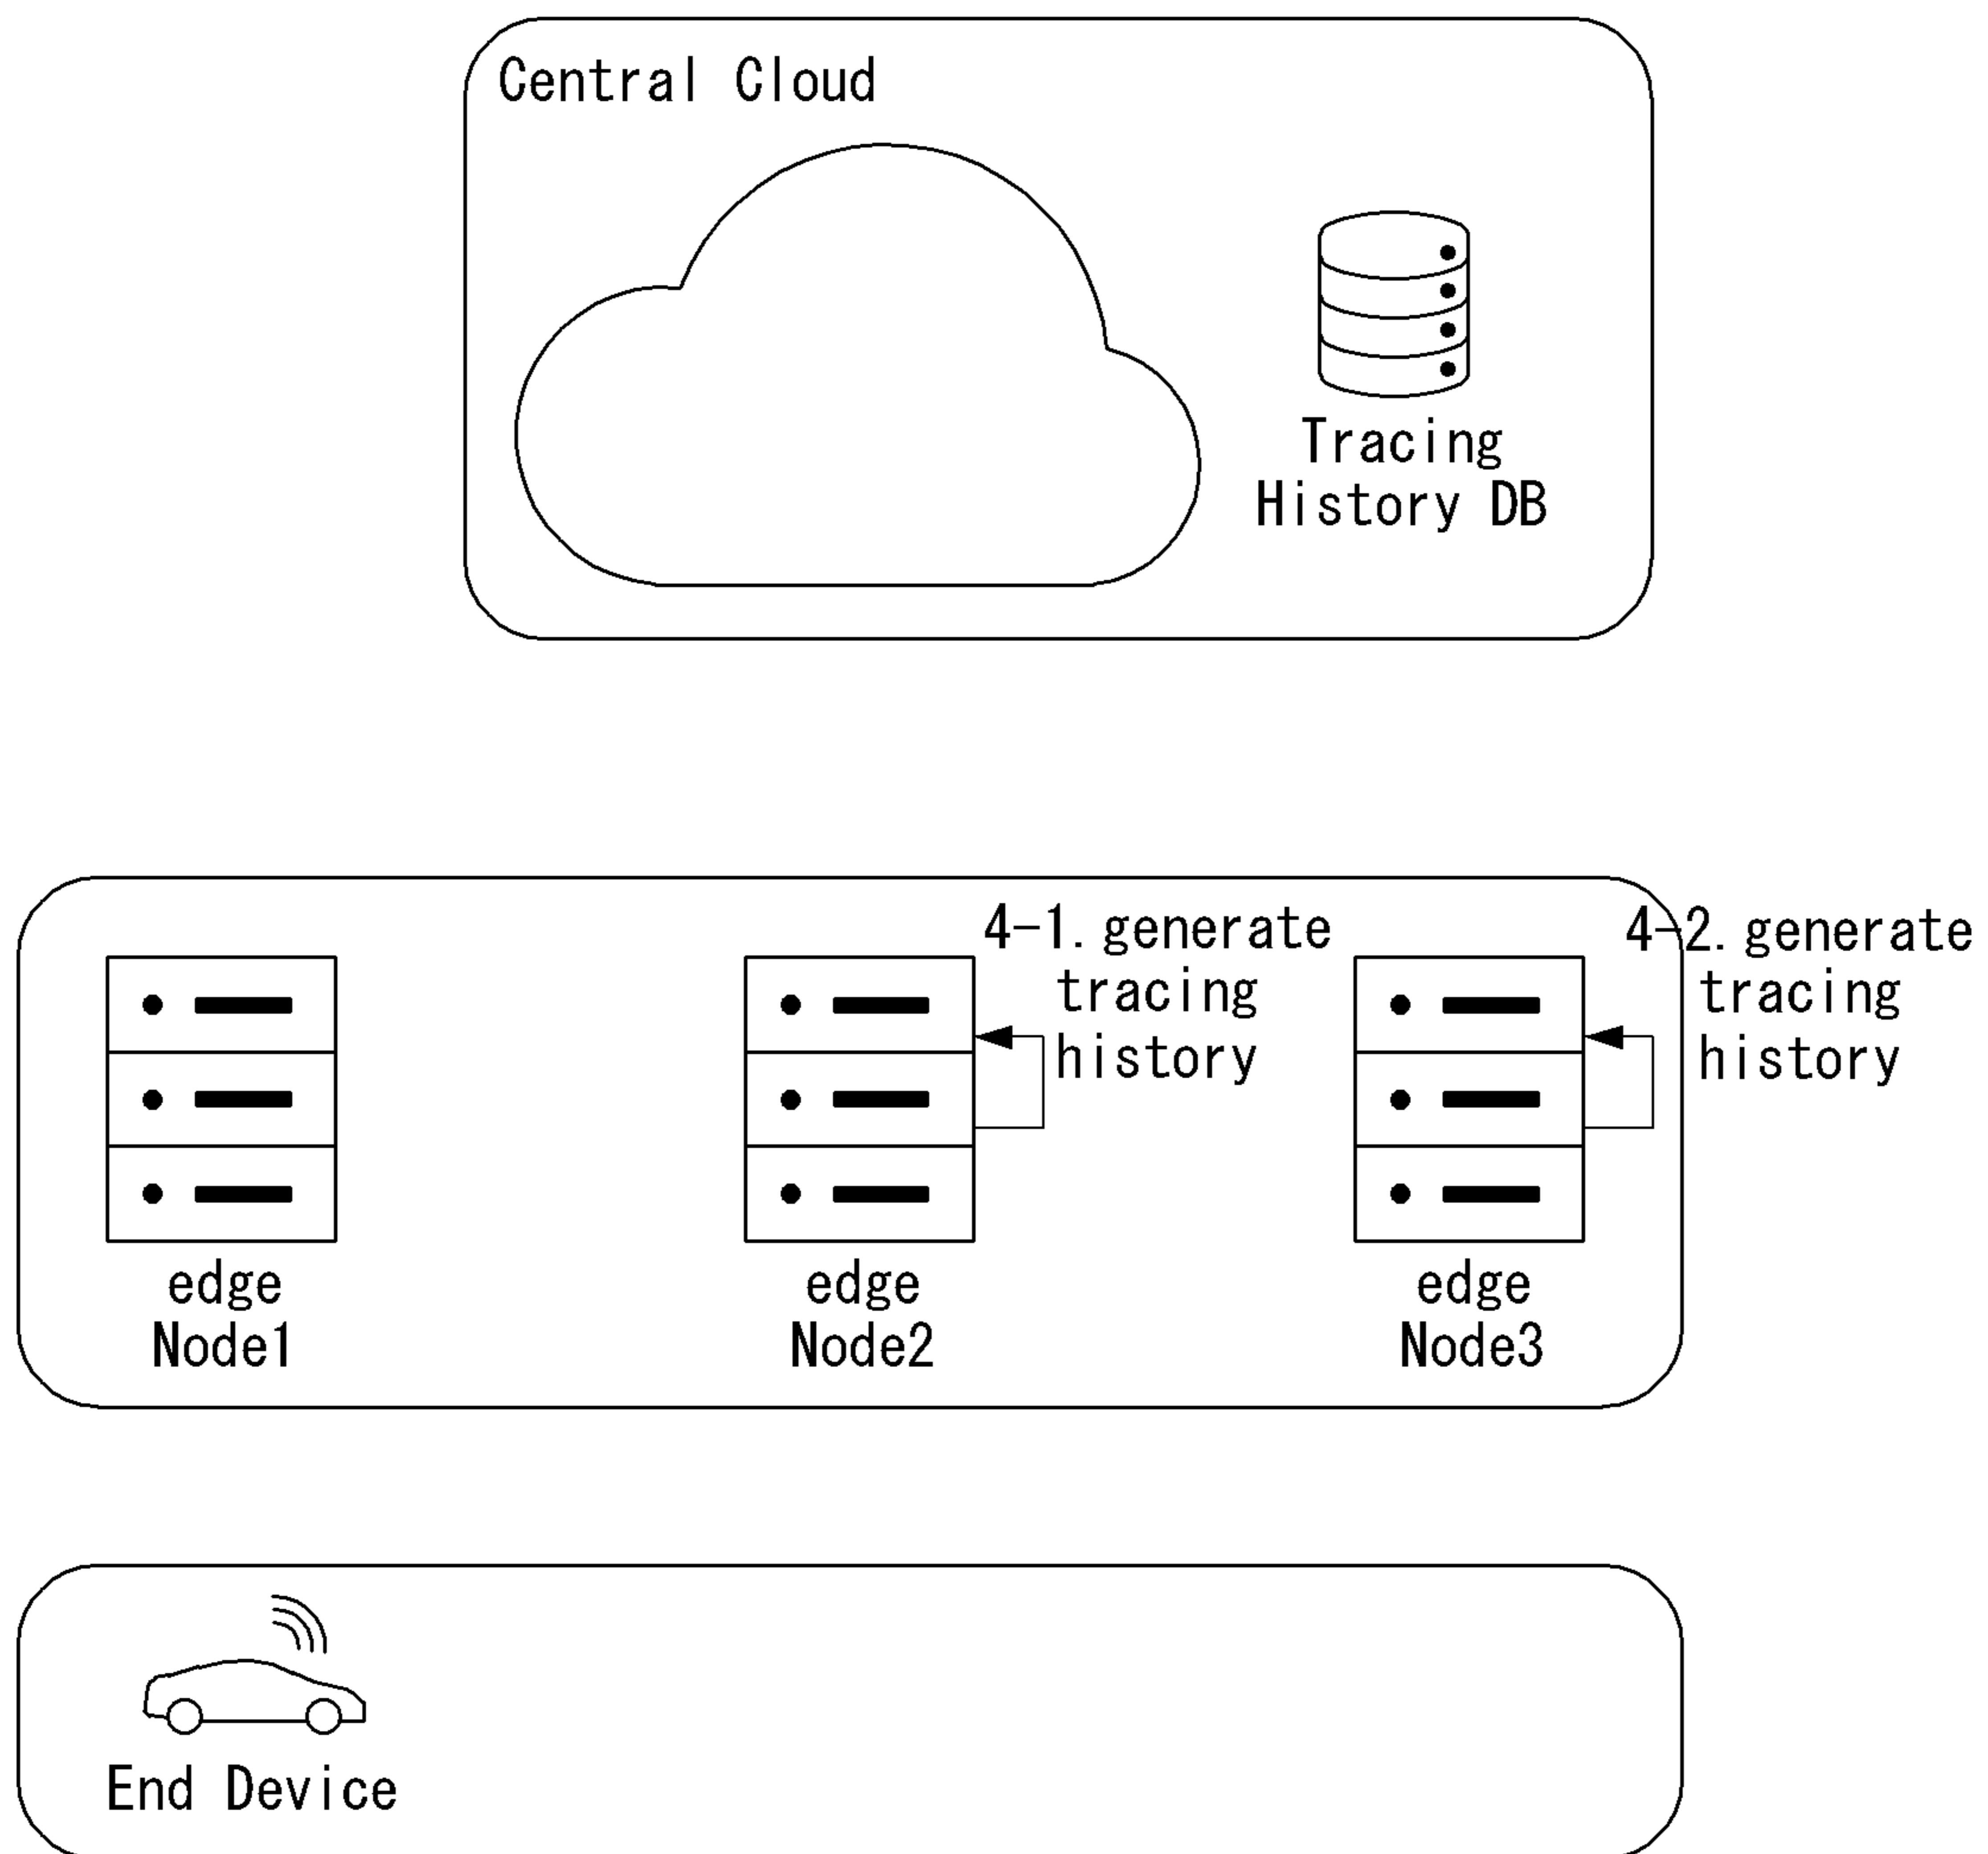 Central Cloud
Tracing
History DB
4-1. generate
tracing
history
4-2. generate
tracing
history
edge
Node1
edge
Node2
edge
Node3
End Device